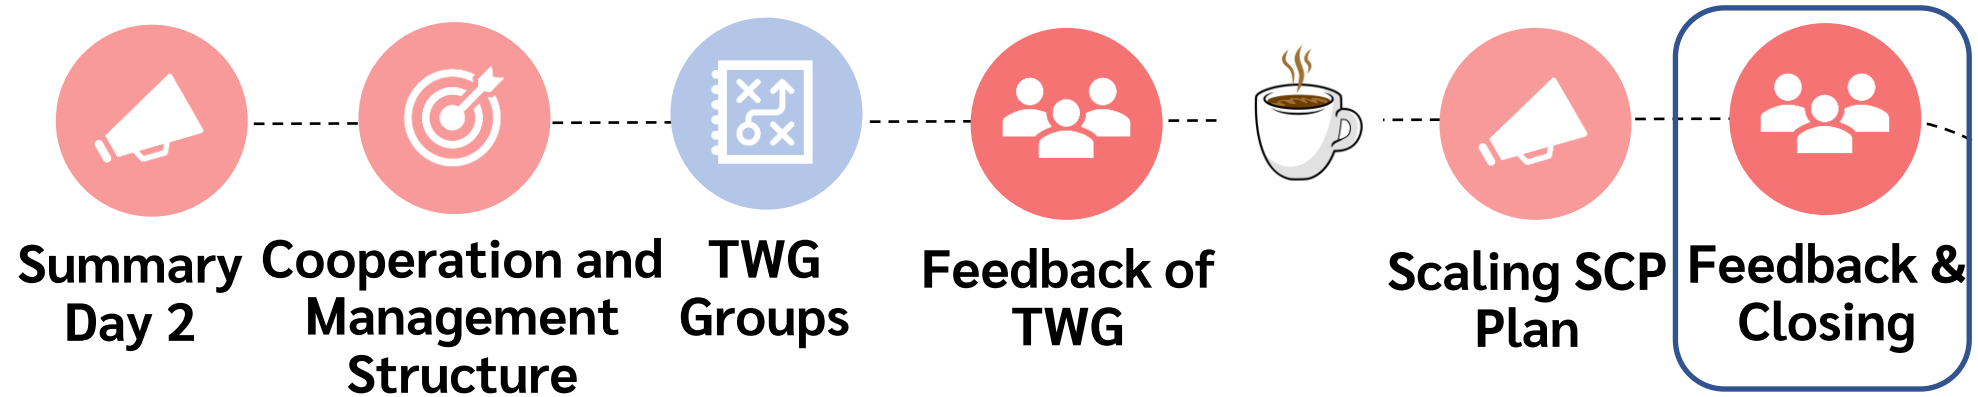 Summary
Day 2
Cooperation and
Management
Structure
TWG
Groups
Feedback of
TWG
Scaling SCP
Plan
Feedback &
Closing